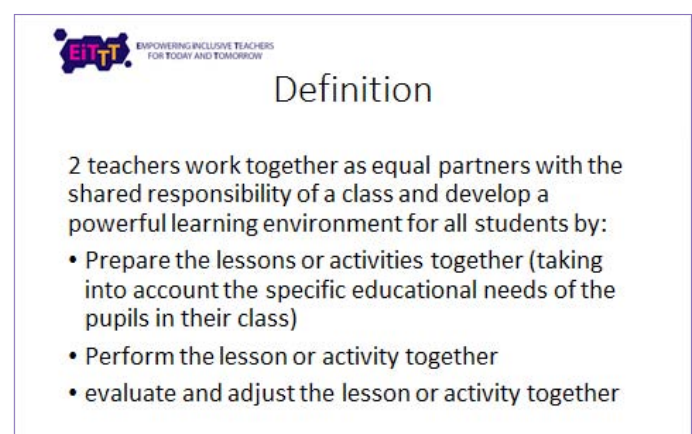 EiTTT
EMPOWERING INCLUSIVE TEACHERS
FOR TODAY AND TOMORROW
Definition
2 teachers work together as equal partners with the
shared responsibility of a class and develop a
powerful learning environment for all students by:
• Prepare the lessons or activities together (taking
into account the specific educational needs of the
pupils in their class)
• Perform the lesson or activity together
• evaluate and adjust the lesson or activity together